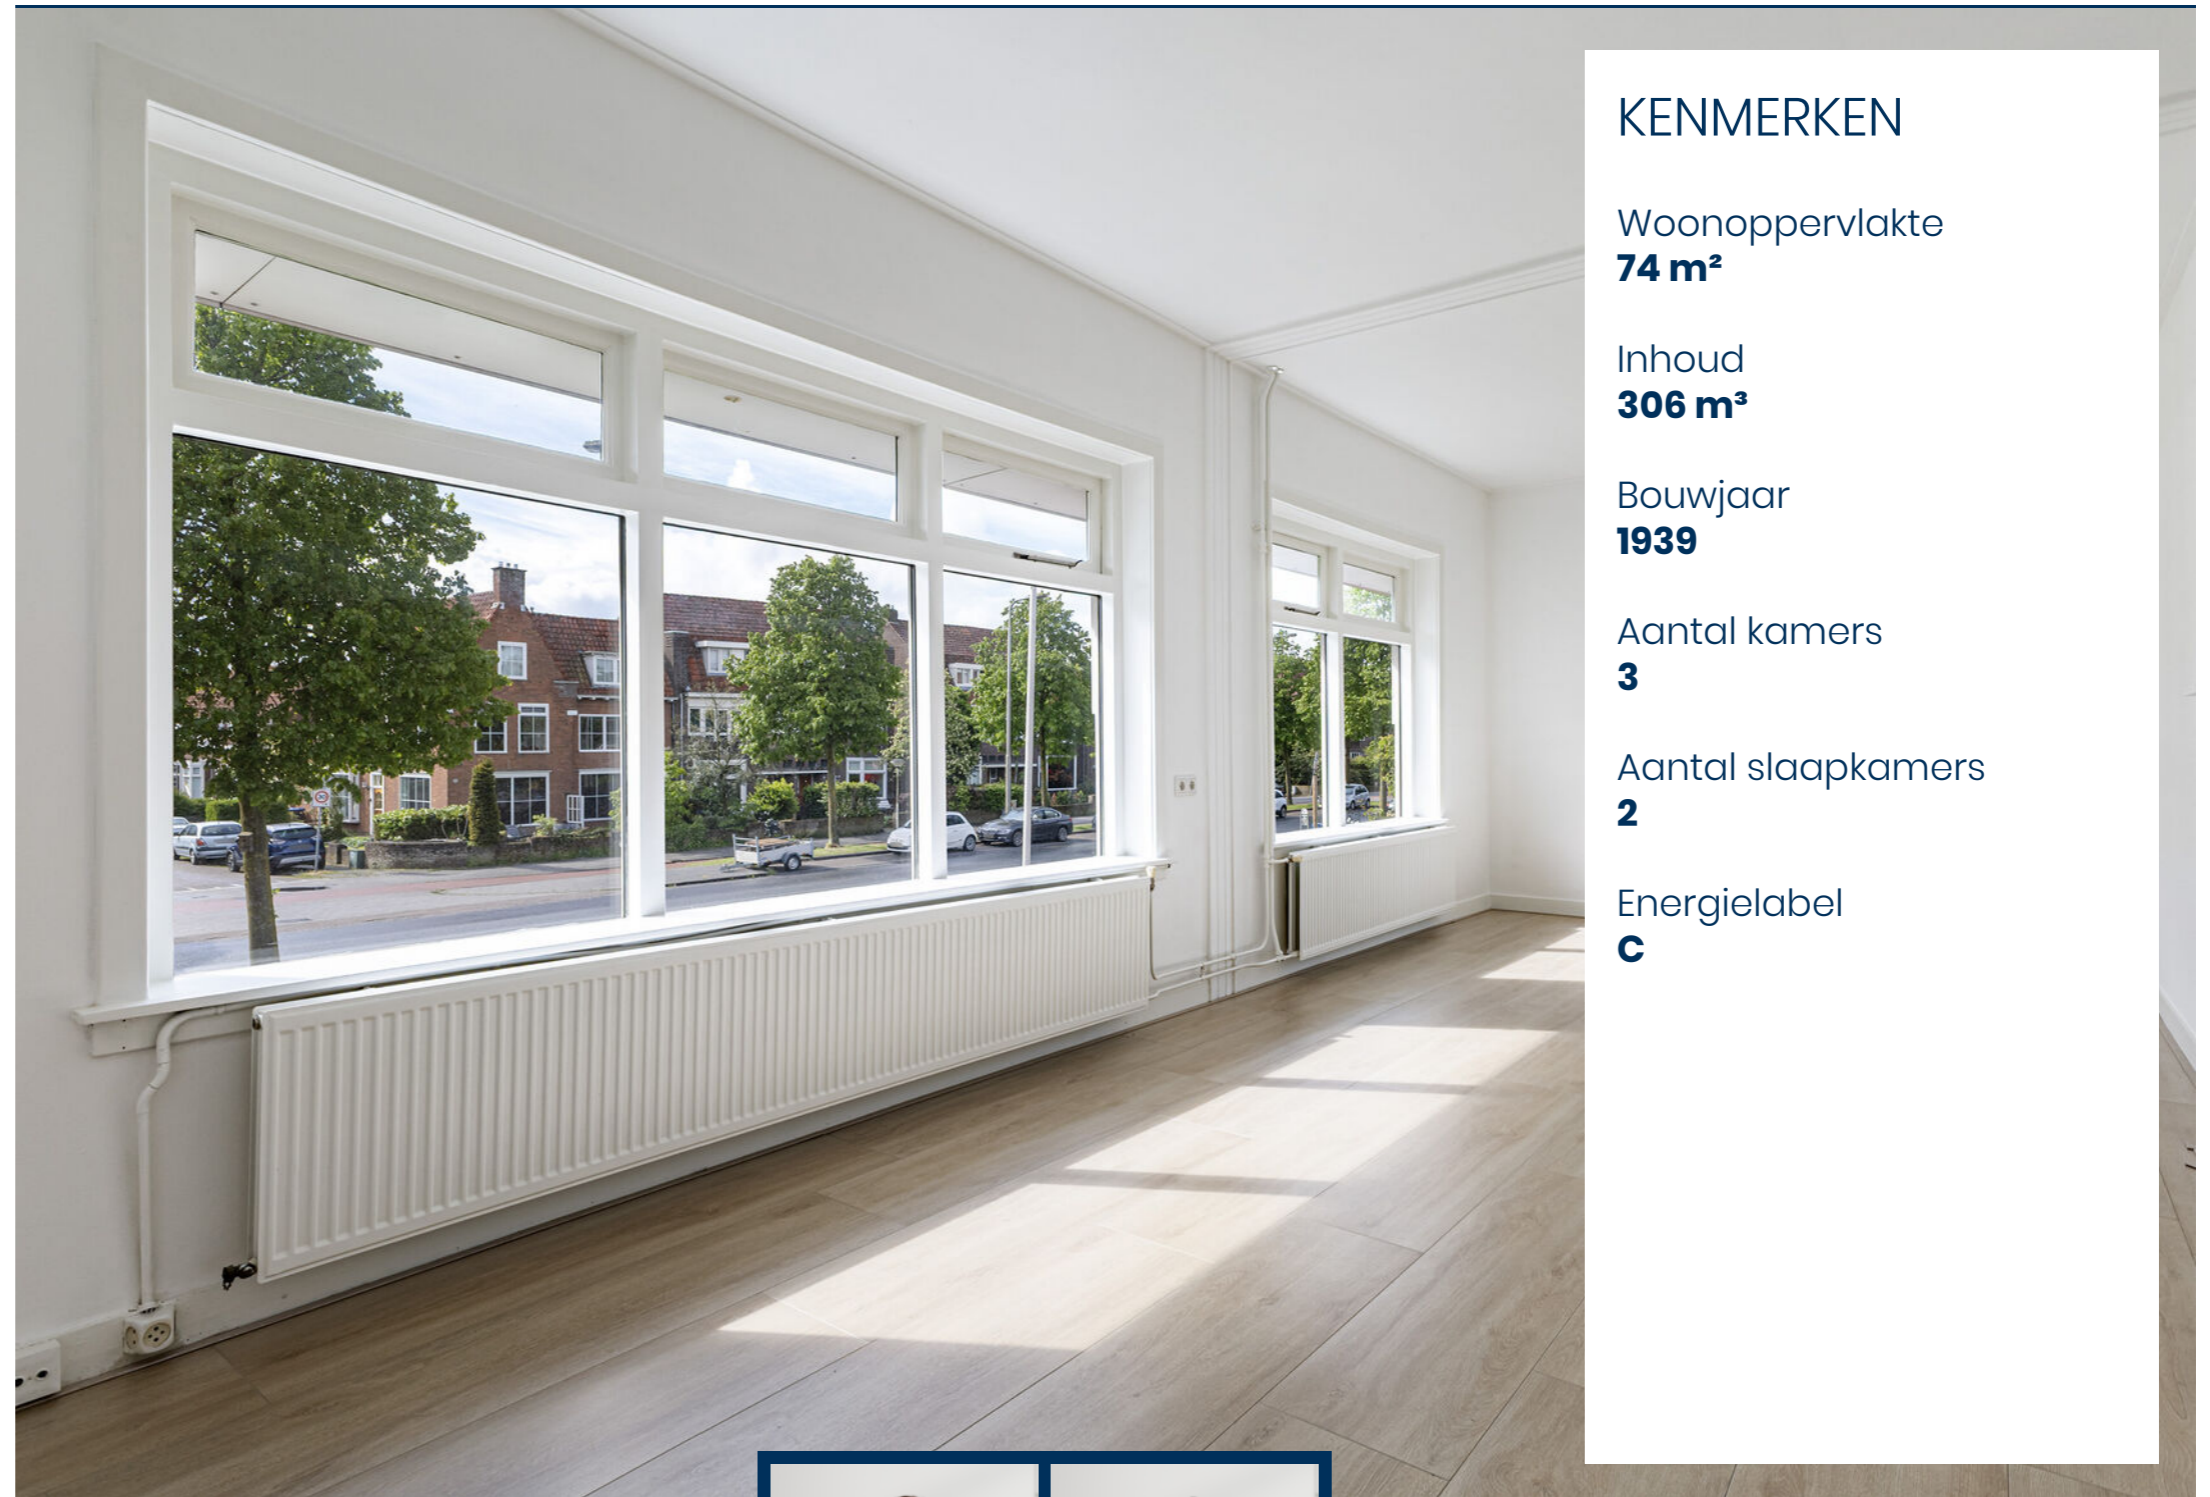 KENMERKEN
Woonoppervlakte
74 m²
Inhoud
306 m³
Bouwjaar
1939
Aantal kamers
3
Aantal slaapkamers
2
Energielabel
C